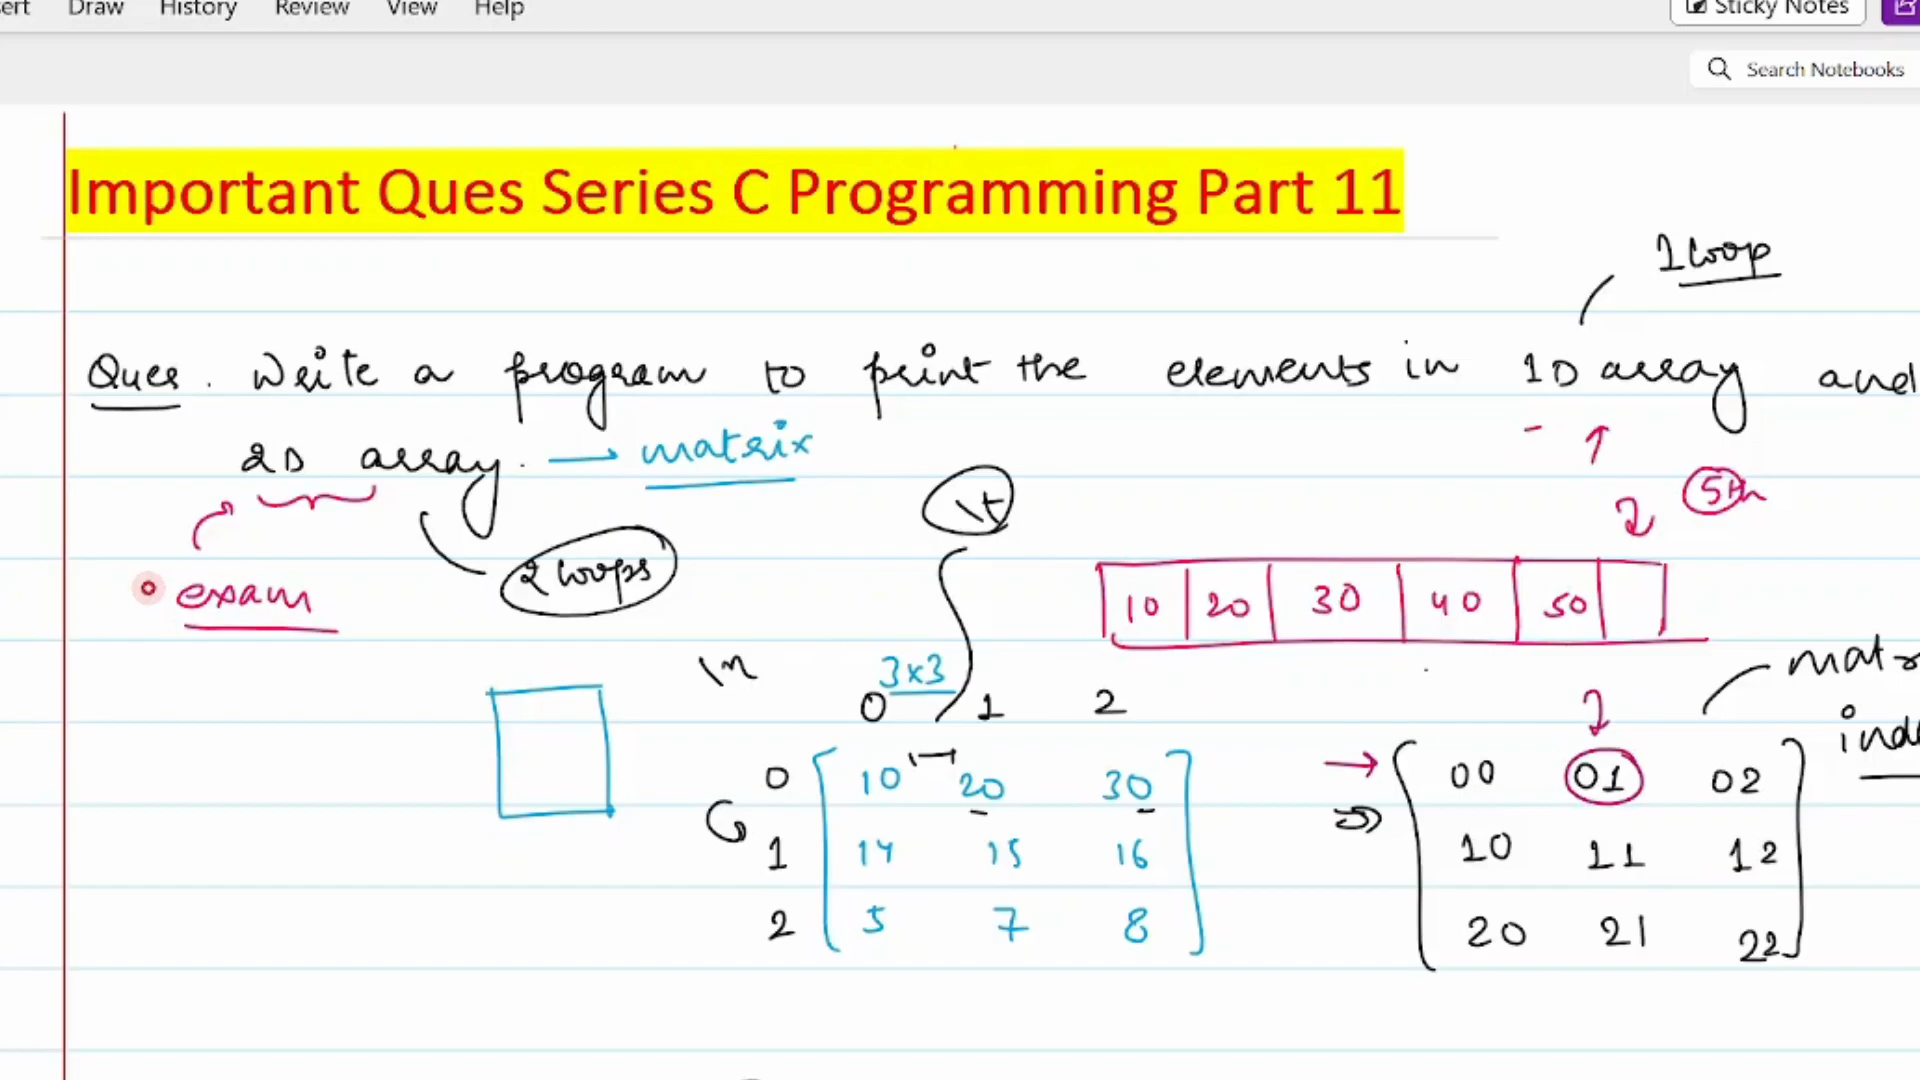 ert Draw History Review View Help Sticky Notes
Search Notebooks
Important Ques Series C Programming Part 11
1 loop
Ques. Write a program to print the elements in 1D array and
2D array. → matrix
\t
5th
2 loops
exam
10 20 30 40 50
\n
3x3
matr
0 1 2
ind
0 10 20 30
00 01 02
1 14 15 16
10 11 12
2 5 7 8
20 21 22